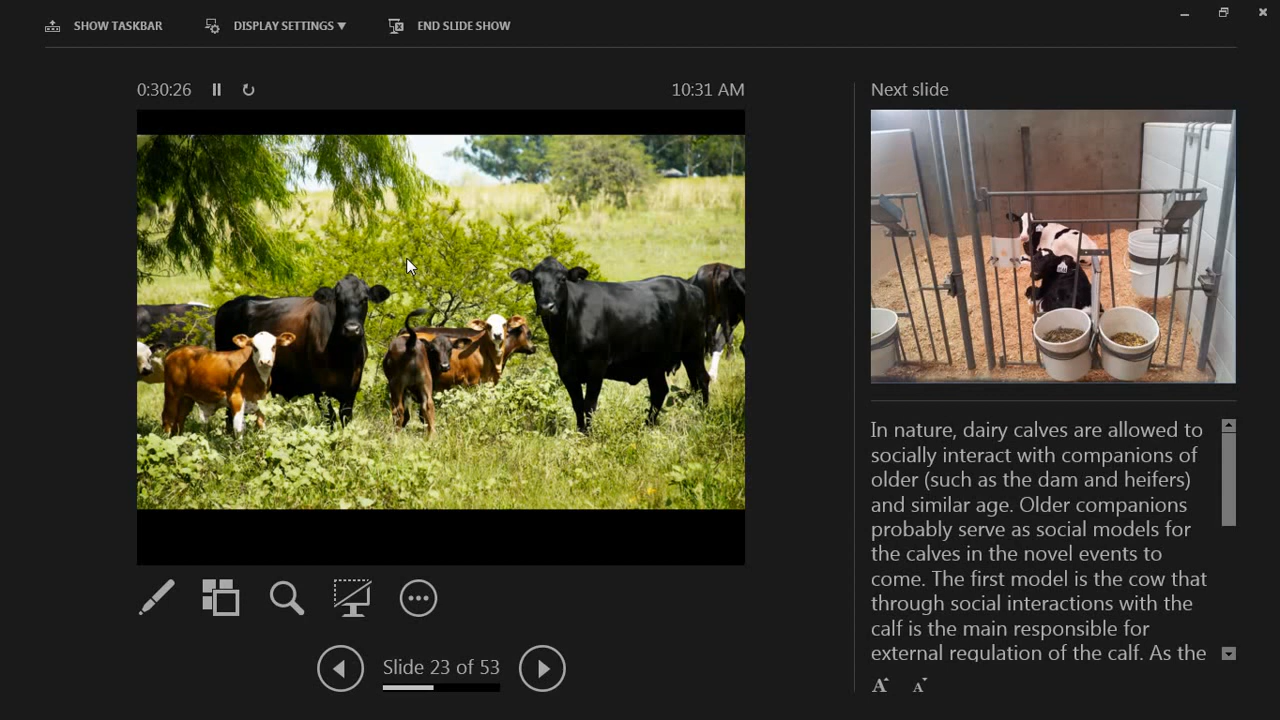 SHOW TASKBAR
DISPLAY SETTINGS ▼
END SLIDE SHOW
0:30:26
10:31 AM
Next slide
In nature, dairy calves are allowed to
socially interact with companions of
older (such as the dam and heifers)
and similar age. Older companions
probably serve as social models for
the calves in the novel events to
come. The first model is the cow that
through social interactions with the
calf is the main responsible for
external regulation of the calf. As the
Slide 23 of 53
A A